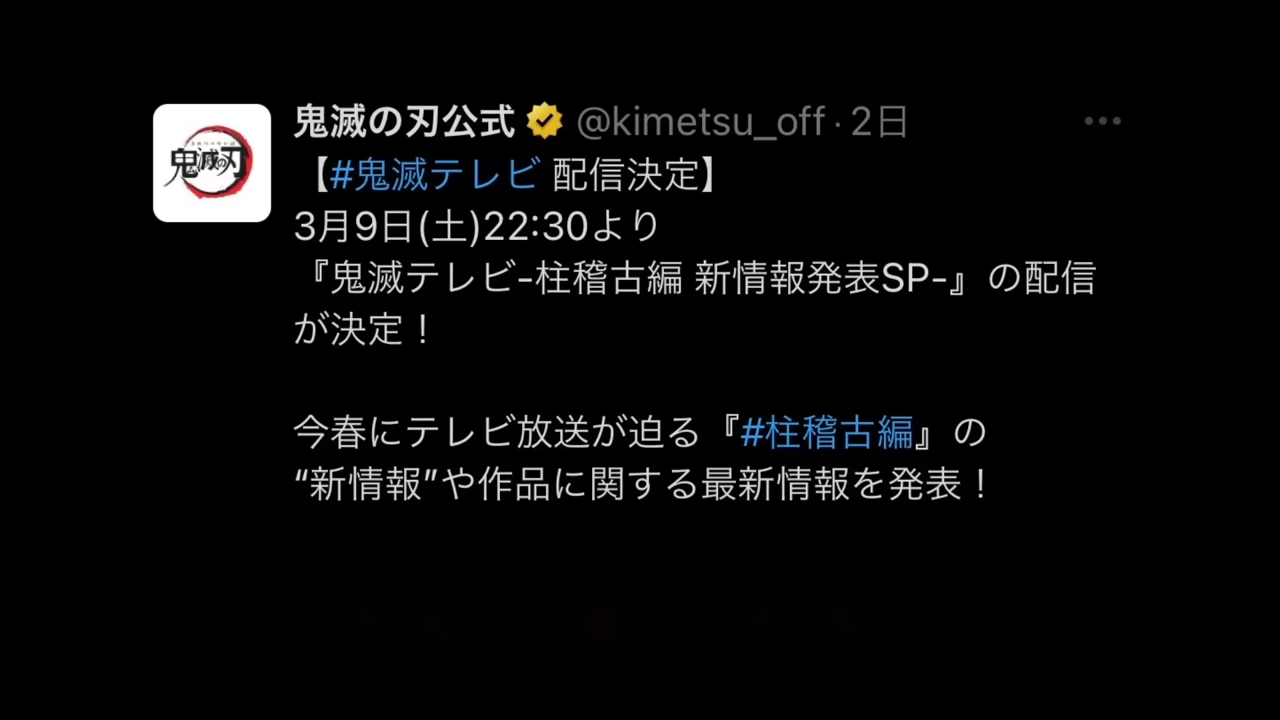 鬼滅の刃公式 @kimetsu_off · 2日
【#鬼滅テレビ 配信決定】
鬼滅の刃
3月9日(土)22:30より
『鬼滅テレビ-柱稽古編 新情報発表SP-』の配信
が決定！
今春にテレビ放送が迫る『#柱稽古編』の
“新情報”や作品に関する最新情報を発表！